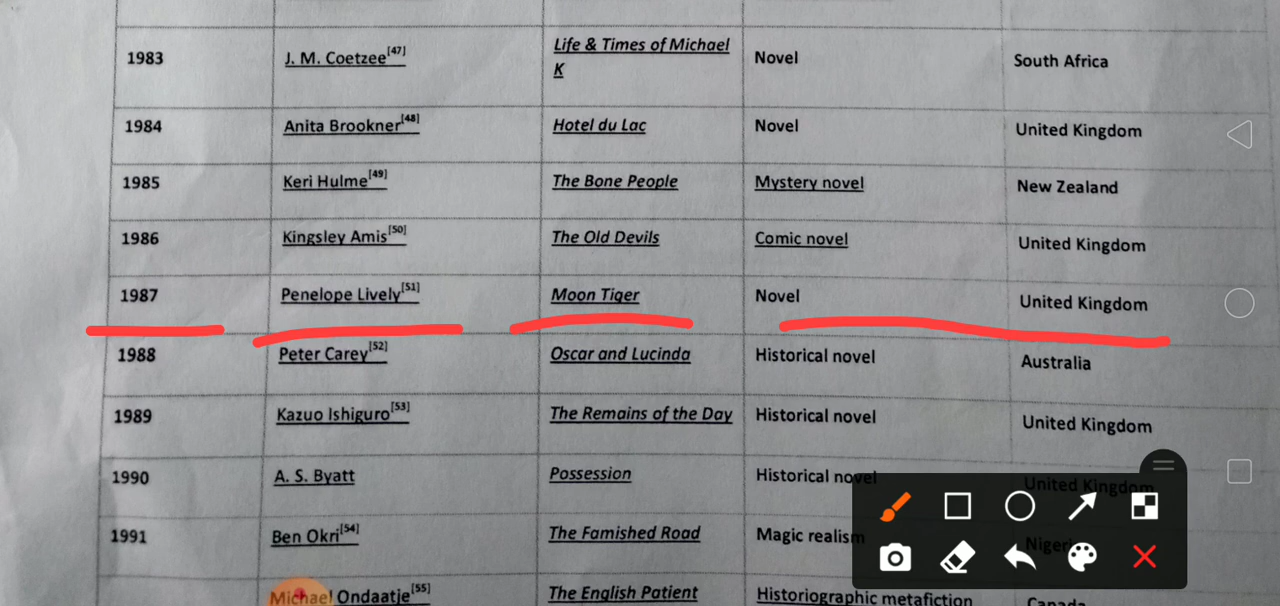 1983 J. M. Coetzee[47] Life & Times of Michael K Novel South Africa
1984 Anita Brookner[48] Hotel du Lac Novel United Kingdom
1985 Keri Hulme[49] The Bone People Mystery novel New Zealand
1986 Kingsley Amis[50] The Old Devils Comic novel United Kingdom
1987 Penelope Lively[51] Moon Tiger Novel United Kingdom
1988 Peter Carey[52] Oscar and Lucinda Historical novel Australia
1989 Kazuo Ishiguro[53] The Remains of the Day Historical novel United Kingdom
1990 A. S. Byatt Possession Historical novel United Kingdom
1991 Ben Okri[54] The Famished Road Magic realism Niger
Michael Ondaatje[55] The English Patient Historiographic metafiction Canada